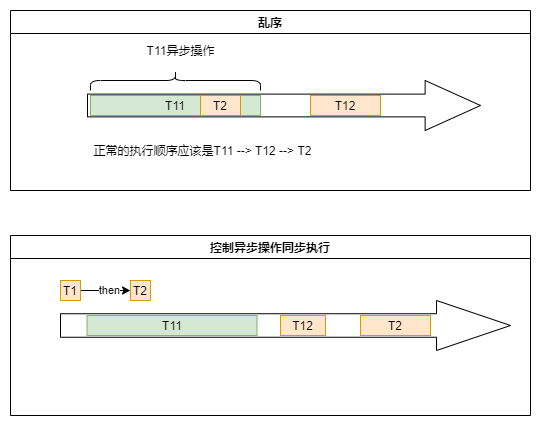 乱序
T11异步操作
T11
T2
T12
正常的执行顺序应该是T11 --> T12 --> T2
控制异步操作同步执行
T1
then
T2
T11
T12
T2